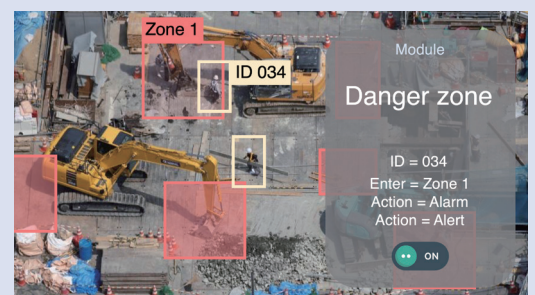 Zone 1
ID 034
Module
Danger zone
ID = 034
Enter = Zone 1
Action = Alarm
Action = Alert
ON